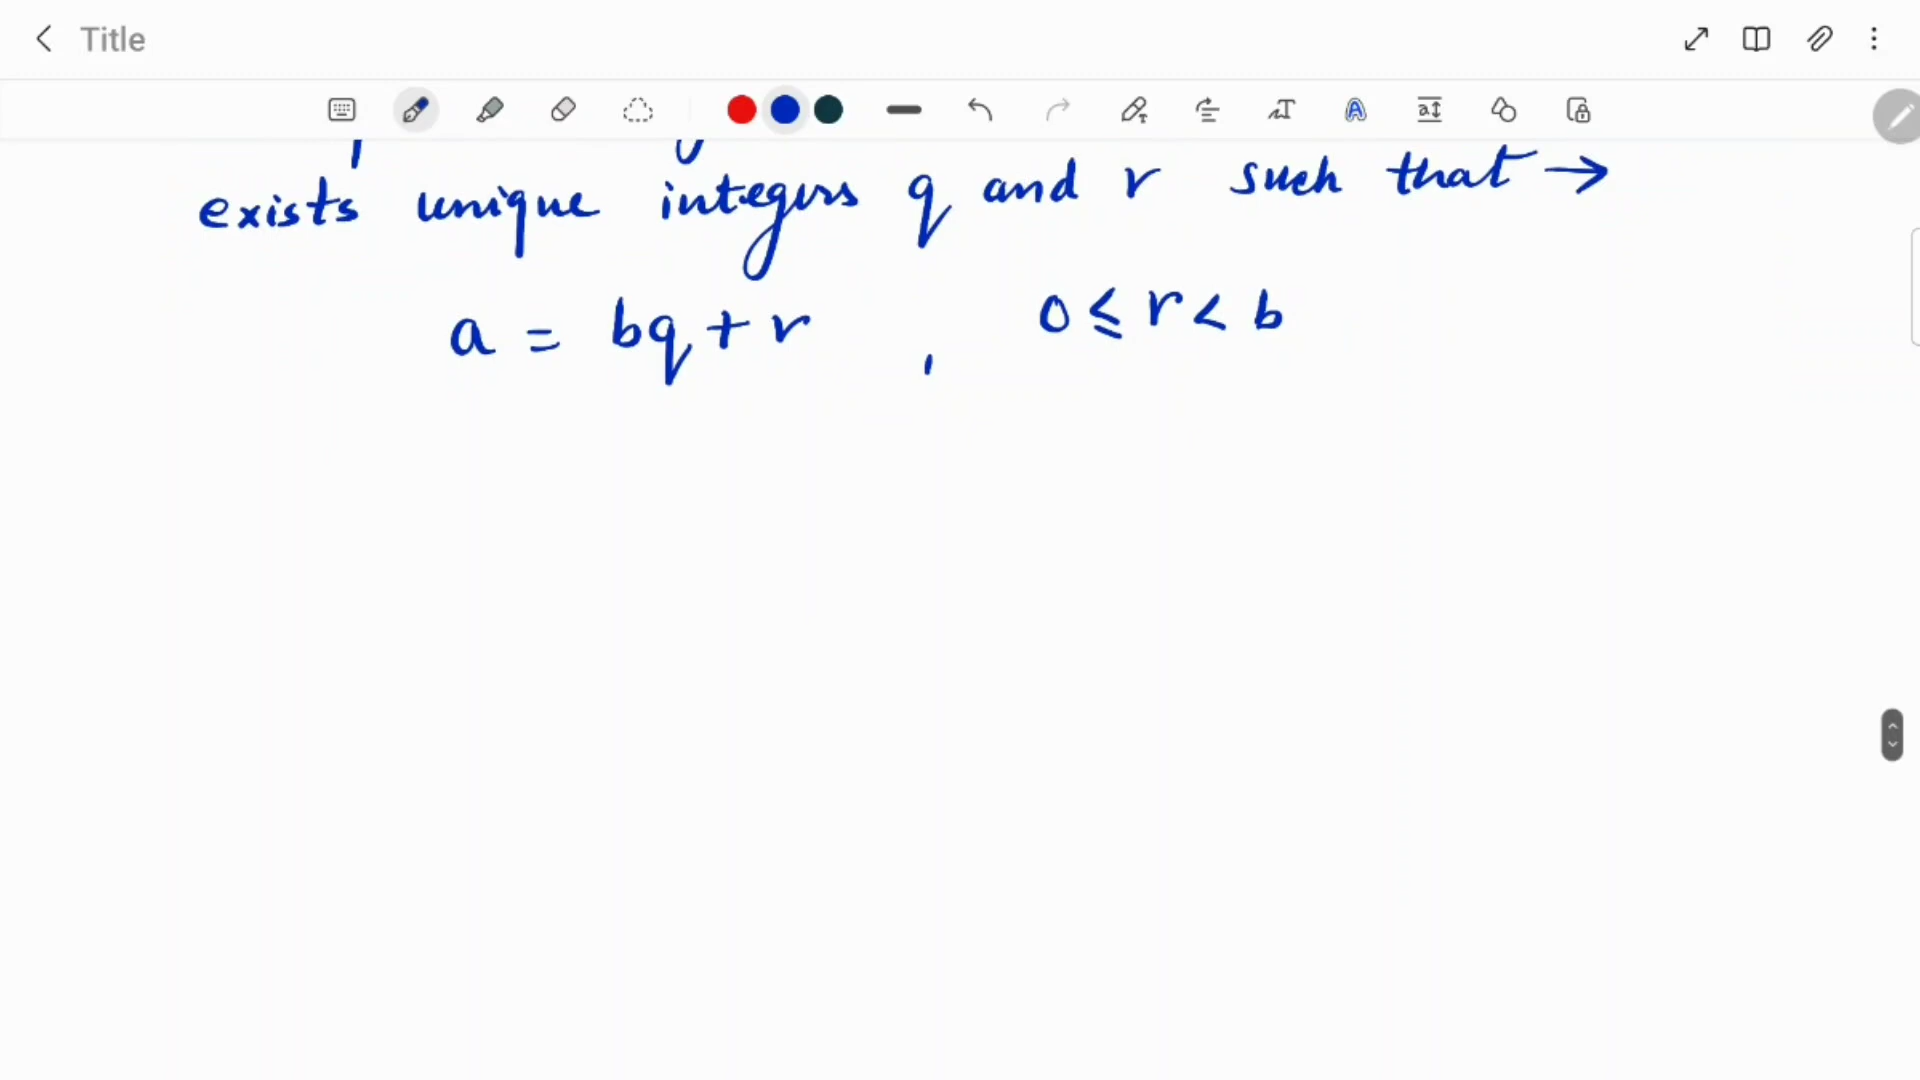 Title
exists unique integers q and r such that →
a = bq + r , 0 ≤ r < b